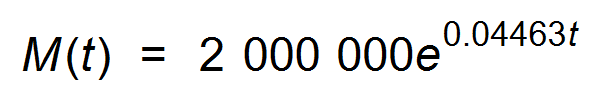 M(t) = 2 000 000e^{0.04463t}